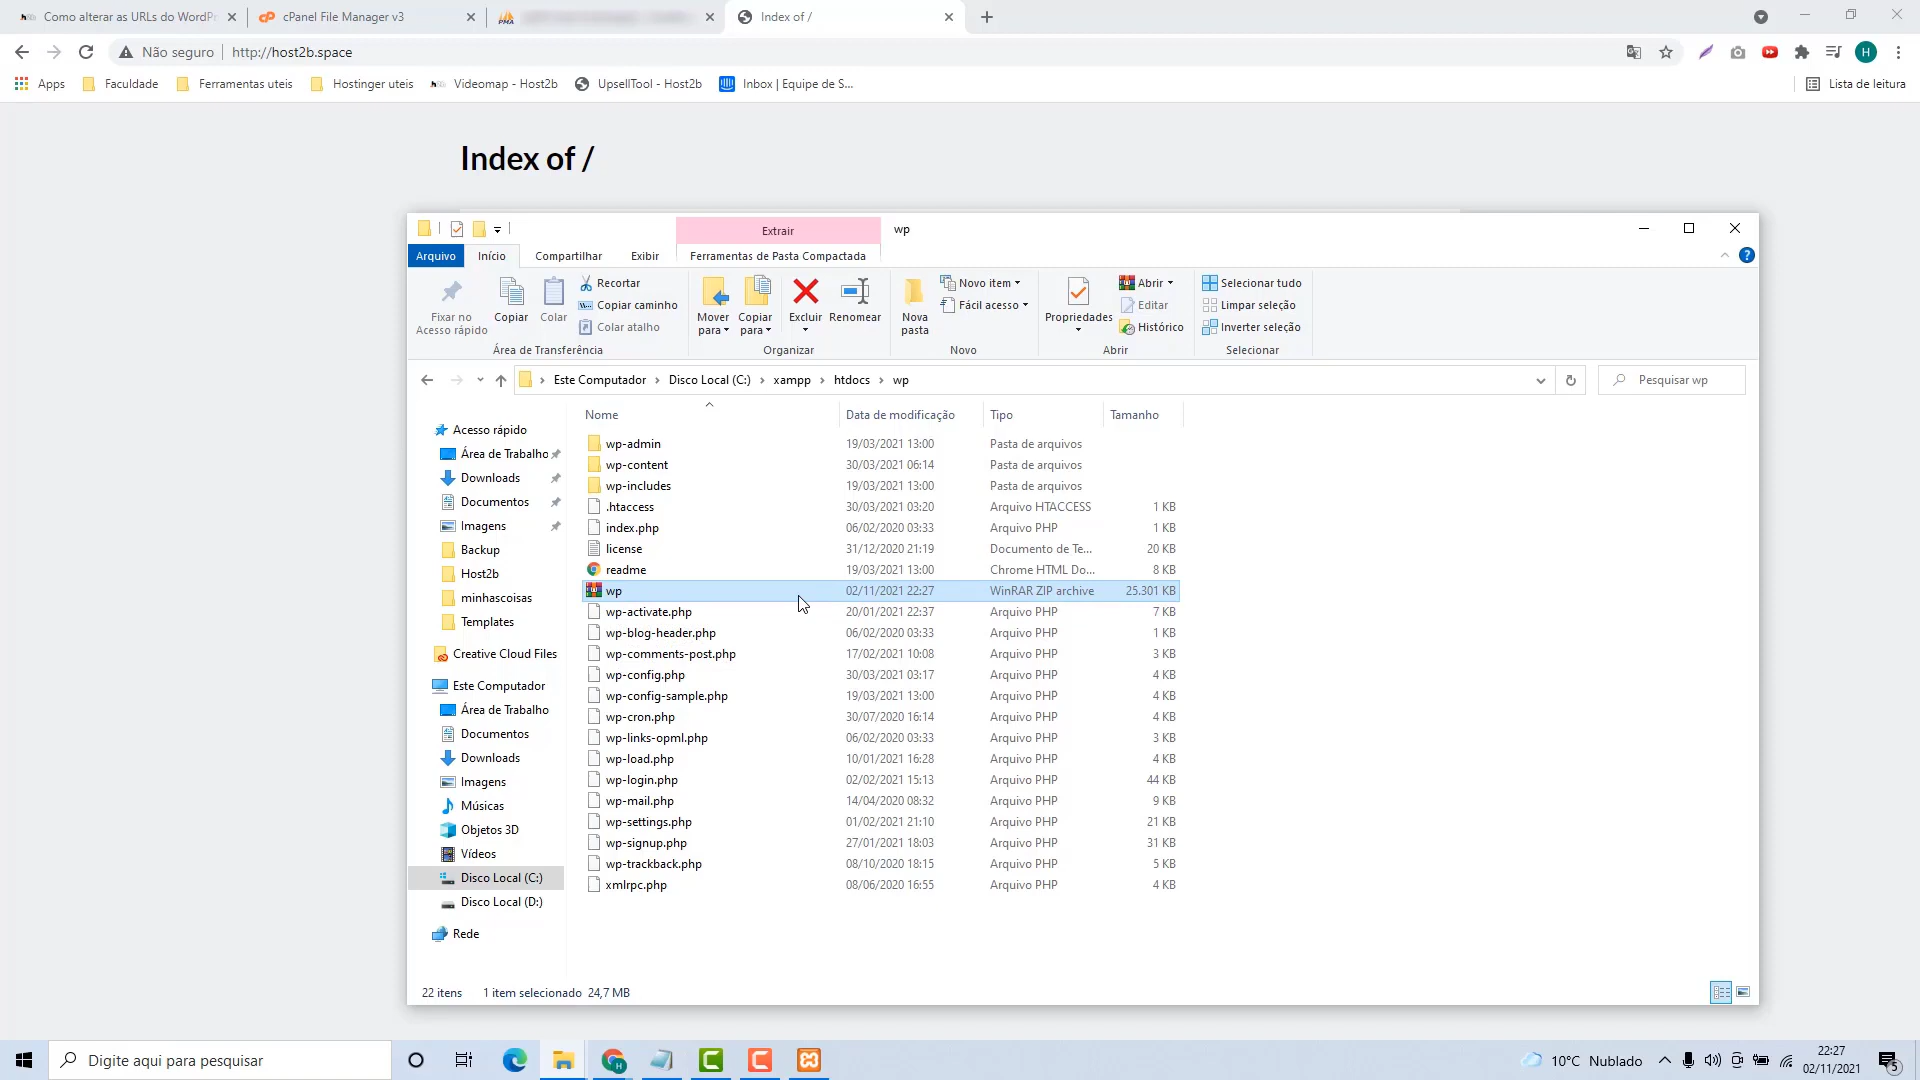 Como alterar as URLs do WordPr
cPanel File Manager v3
Index of /
Não seguro
http://host2b.space
Apps
Faculdade
Ferramentas uteis
Hostinger uteis
Videomap - Host2b
UpsellTool - Host2b
Inbox | Equipe de S...
Lista de leitura
Index of /
Extrair
wp
Arquivo
Início
Compartilhar
Exibir
Ferramentas de Pasta Compactada
Fixar no
Acesso rápido
Copiar
Colar
Recortar
Copiar caminho
Colar atalho
Mover
para
Copiar
para
Excluir
Renomear
Nova
pasta
Novo item
Fácil acesso
Propriedades
Abrir
Editar
Histórico
Selecionar tudo
Limpar seleção
Inverter seleção
Área de Transferência
Organizar
Novo
Abrir
Selecionar
Este Computador > Disco Local (C:) > xampp > htdocs > wp
Pesquisar wp
Nome Data de modificação Tipo Tamanho
wp-admin 19/03/2021 13:00 Pasta de arquivos
wp-content 30/03/2021 06:14 Pasta de arquivos
wp-includes 19/03/2021 13:00 Pasta de arquivos
.htaccess 30/03/2021 03:20 Arquivo HTACCESS 1 KB
index.php 06/02/2020 03:33 Arquivo PHP 1 KB
license 31/12/2020 21:19 Documento de Te... 20 KB
readme 19/03/2021 13:00 Chrome HTML Do... 8 KB
wp 02/11/2021 22:27 WinRAR ZIP archive 25.301 KB
wp-activate.php 20/01/2021 22:37 Arquivo PHP 7 KB
wp-blog-header.php 06/02/2020 03:33 Arquivo PHP 1 KB
wp-comments-post.php 17/02/2021 10:08 Arquivo PHP 3 KB
wp-config.php 30/03/2021 03:17 Arquivo PHP 4 KB
wp-config-sample.php 19/03/2021 13:00 Arquivo PHP 4 KB
wp-cron.php 30/07/2020 16:14 Arquivo PHP 4 KB
wp-links-opml.php 06/02/2020 03:33 Arquivo PHP 3 KB
wp-load.php 10/01/2021 16:28 Arquivo PHP 4 KB
wp-login.php 02/02/2021 15:13 Arquivo PHP 44 KB
wp-mail.php 14/04/2020 08:32 Arquivo PHP 9 KB
wp-settings.php 01/02/2021 21:10 Arquivo PHP 21 KB
wp-signup.php 27/01/2021 18:03 Arquivo PHP 31 KB
wp-trackback.php 08/10/2020 18:15 Arquivo PHP 5 KB
xmlrpc.php 08/06/2020 16:55 Arquivo PHP 4 KB
Acesso rápido
Área de Trabalho
Downloads
Documentos
Imagens
Backup
Host2b
minhascoisas
Templates
Creative Cloud Files
Este Computador
Área de Trabalho
Documentos
Downloads
Imagens
Músicas
Objetos 3D
Vídeos
Disco Local (C:)
Disco Local (D:)
Rede
22 itens 1 item selecionado 24,7 MB
Digite aqui para pesquisar
10°C Nublado
22:27
02/11/2021
5